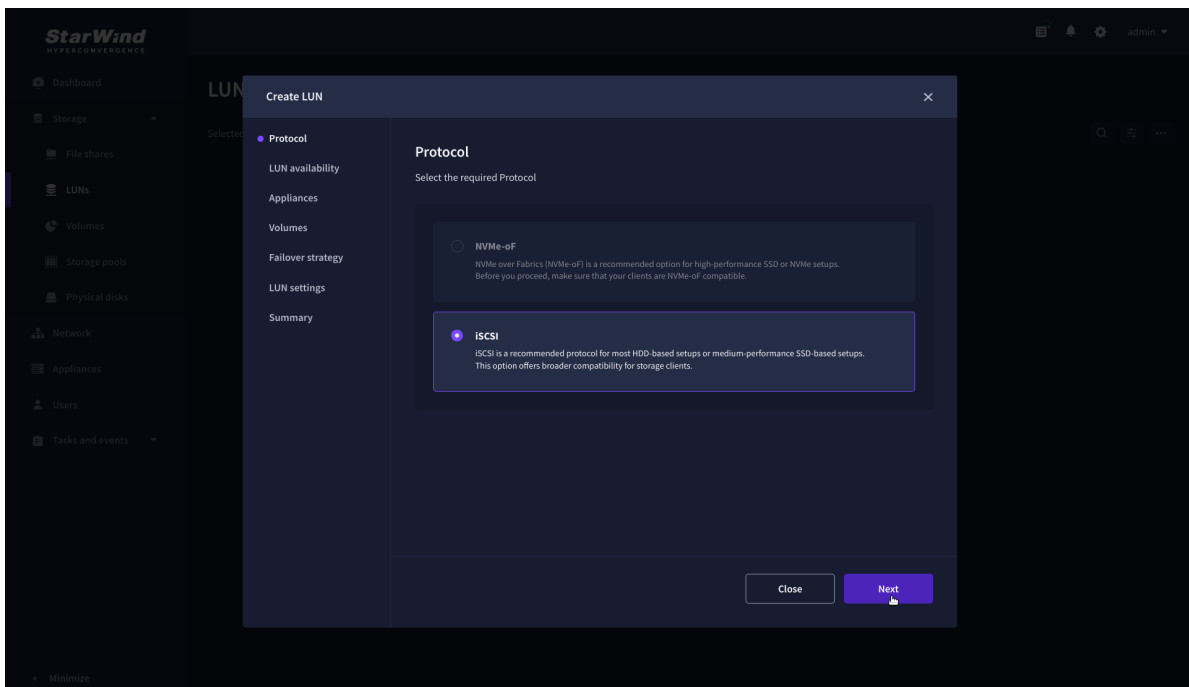 StarWind
HYPERCONVERGENCE
admin
Dashboard
Storage
File shares
LUNs
Volumes
Storage pools
Physical disks
Network
Appliances
Users
Tasks and events
Minimize
LUN
Selected
Create LUN
Protocol
LUN availability
Appliances
Volumes
Failover strategy
LUN settings
Summary
Protocol
Select the required Protocol
NVMe-oF
NVMe over Fabrics (NVMe-oF) is a recommended option for high-performance SSD or NVMe setups.
Before you proceed, make sure that your clients are NVMe-oF compatible.
iSCSI
iSCSI is a recommended protocol for most HDD-based setups or medium-performance SSD-based setups.
This option offers broader compatibility for storage clients.
Close
Next